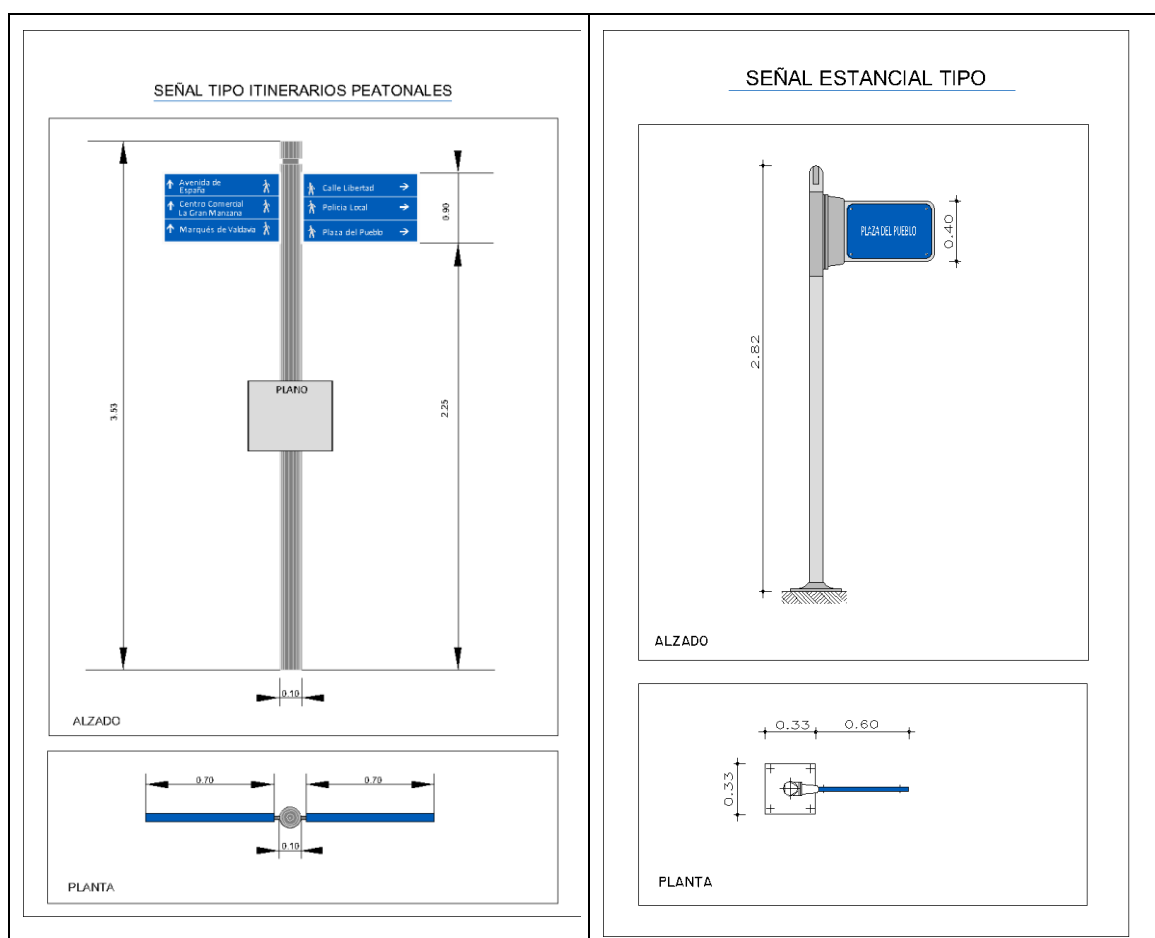 SEÑAL TIPO ITINERARIOS PEATONALES
Avenida de
España
Centro Comercial
La Gran Manzana
Marqués de Valdavia
Calle Libertad
Policia Local
Plaza del Pueblo
0.90
3.53
PLANO
2.25
0.10
ALZADO
0.70
0.70
0.10
PLANTA
SEÑAL ESTANCIAL TIPO
PLAZA DEL PUEBLO
0.40
2.82
ALZADO
0.33
0.60
0.33
PLANTA